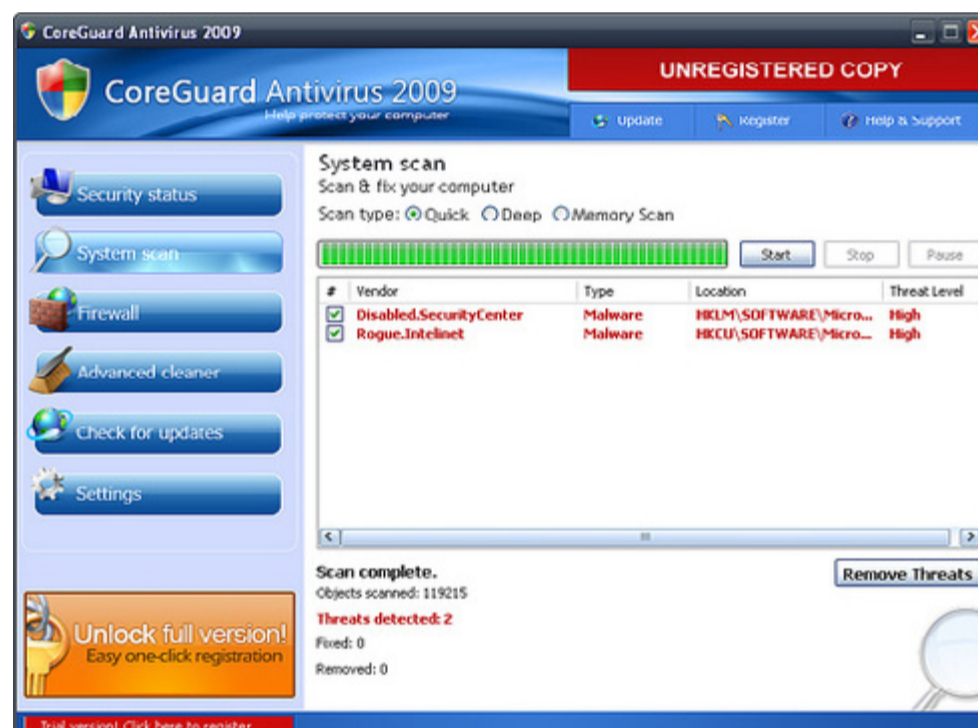 CoreGuard Antivirus 2009
CoreGuard Antivirus 2009
Help protect your computer
UNREGISTERED COPY
Update Register Help & Support
Security status
System scan
Firewall
Advanced cleaner
Check for updates
Settings
Unlock full version!
Easy one-click registration
Trial version! Click here to register
System scan
Scan & fix your computer
Scan type: Quick Deep Memory Scan
Start Stop Pause
# Vendor Type Location Threat Level
Disabled.SecurityCenter Malware HKLM\SOFTWARE\Micro... High
Rogue.Intelinet Malware HKCU\SOFTWARE\Micro... High
Scan complete.
Remove Threats
Objects scanned: 119215
Threats detected: 2
Fixed: 0
Removed: 0